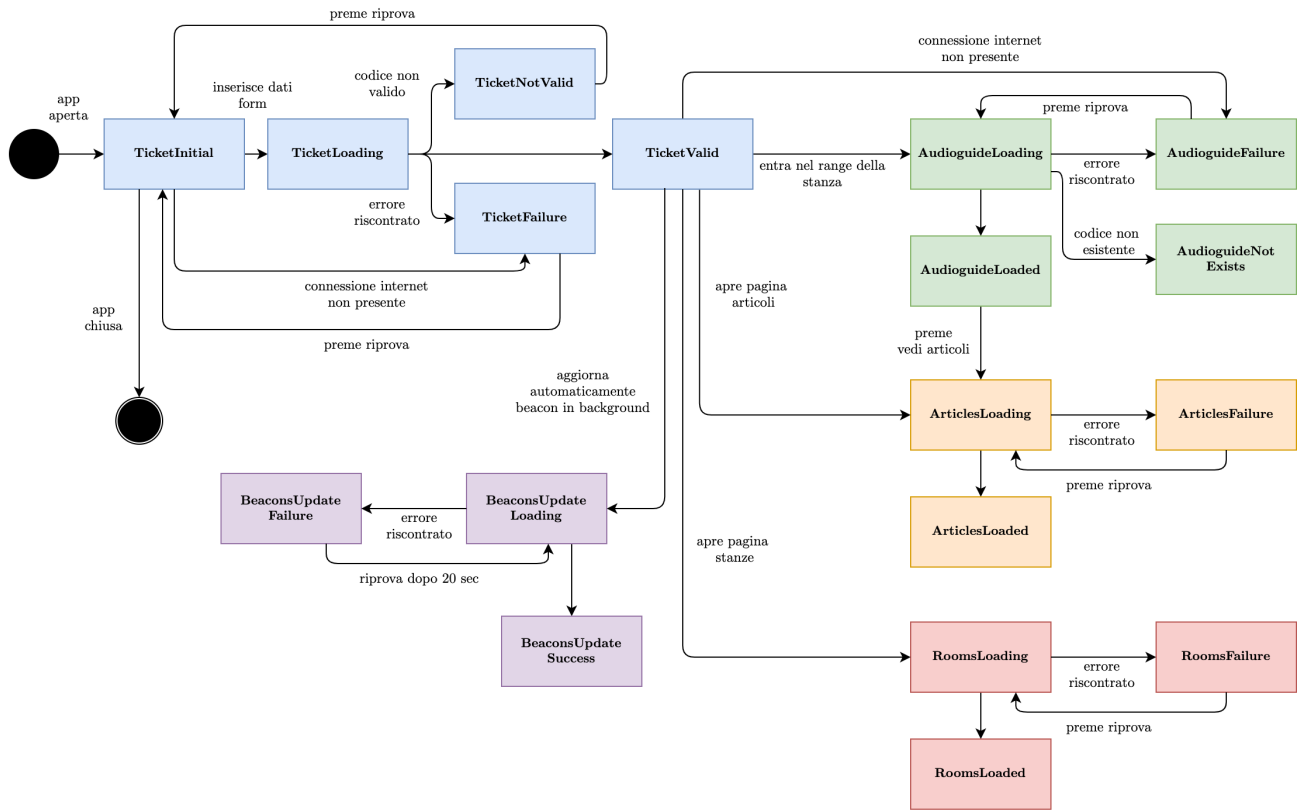 preme riprova
connessione internet
non presente
inserisce dati
form
codice non
valido
TicketNotValid
app
aperta
preme riprova
TicketInitial
TicketLoading
TicketValid
entra nel range della
stanza
AudioguideLoading
errore
riscontrato
AudioguideFailure
errore
riscontrato
TicketFailure
codice non
esistente
AudioguideNot
Exists
AudioguideLoaded
connessione internet
non presente
apre pagina
articoli
app
chiusa
preme riprova
preme
vedi articoli
aggiorna
automaticamente
beacon in background
ArticlesLoading
errore
riscontrato
ArticlesFailure
preme riprova
BeaconsUpdate
Failure
errore
riscontrato
BeaconsUpdate
Loading
ArticlesLoaded
apre pagina
stanze
riprova dopo 20 sec
BeaconsUpdate
Success
RoomsLoading
errore
riscontrato
RoomsFailure
preme riprova
RoomsLoaded